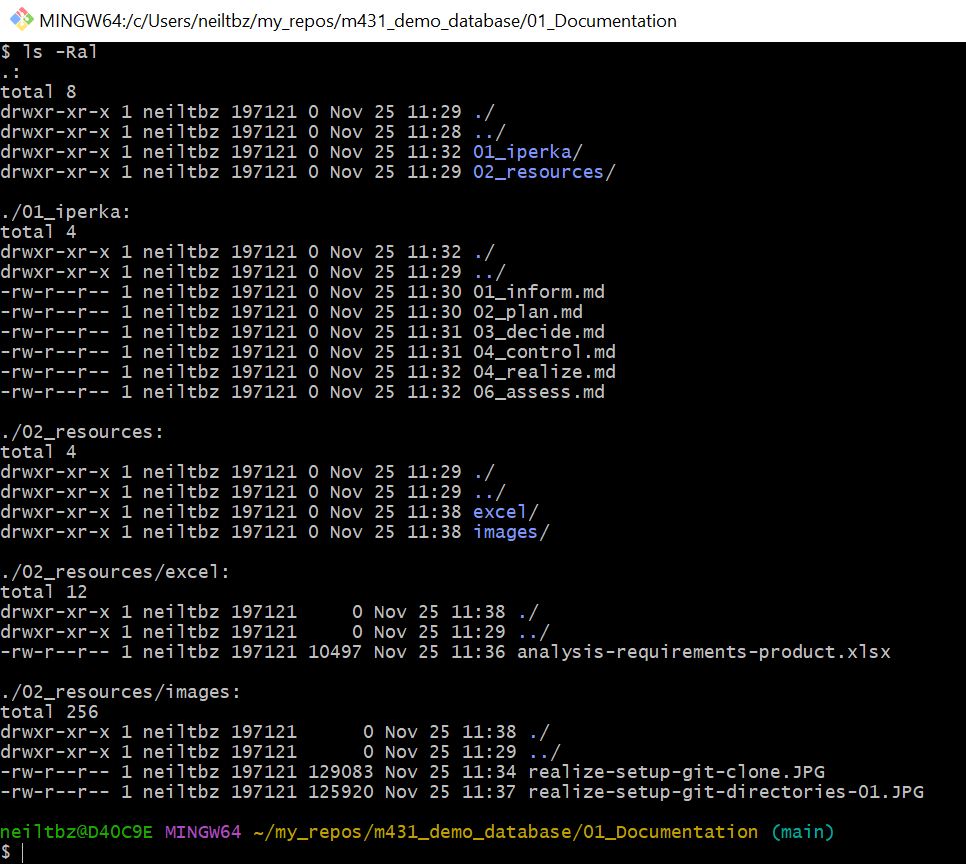 MINGW64:/c/Users/neiltbz/my_repos/m431_demo_database/01_Documentation
$ ls -Ral
.:
total 8
drwxr-xr-x 1 neiltbz 197121 0 Nov 25 11:29 ./
drwxr-xr-x 1 neiltbz 197121 0 Nov 25 11:28 ../
drwxr-xr-x 1 neiltbz 197121 0 Nov 25 11:32 01_iperka/
drwxr-xr-x 1 neiltbz 197121 0 Nov 25 11:29 02_resources/

./01_iperka:
total 4
drwxr-xr-x 1 neiltbz 197121 0 Nov 25 11:32 ./
drwxr-xr-x 1 neiltbz 197121 0 Nov 25 11:29 ../
-rw-r--r-- 1 neiltbz 197121 0 Nov 25 11:30 01_inform.md
-rw-r--r-- 1 neiltbz 197121 0 Nov 25 11:30 02_plan.md
-rw-r--r-- 1 neiltbz 197121 0 Nov 25 11:31 03_decide.md
-rw-r--r-- 1 neiltbz 197121 0 Nov 25 11:31 04_control.md
-rw-r--r-- 1 neiltbz 197121 0 Nov 25 11:32 04_realize.md
-rw-r--r-- 1 neiltbz 197121 0 Nov 25 11:32 06_assess.md

./02_resources:
total 4
drwxr-xr-x 1 neiltbz 197121 0 Nov 25 11:29 ./
drwxr-xr-x 1 neiltbz 197121 0 Nov 25 11:29 ../
drwxr-xr-x 1 neiltbz 197121 0 Nov 25 11:38 excel/
drwxr-xr-x 1 neiltbz 197121 0 Nov 25 11:38 images/

./02_resources/excel:
total 12
drwxr-xr-x 1 neiltbz 197121     0 Nov 25 11:38 ./
drwxr-xr-x 1 neiltbz 197121     0 Nov 25 11:29 ../
-rw-r--r-- 1 neiltbz 197121 10497 Nov 25 11:36 analysis-requirements-product.xlsx

./02_resources/images:
total 256
drwxr-xr-x 1 neiltbz 197121      0 Nov 25 11:38 ./
drwxr-xr-x 1 neiltbz 197121      0 Nov 25 11:29 ../
-rw-r--r-- 1 neiltbz 197121 129083 Nov 25 11:34 realize-setup-git-clone.JPG
-rw-r--r-- 1 neiltbz 197121 125920 Nov 25 11:37 realize-setup-git-directories-01.JPG

neiltbz@D40C9E MINGW64 ~/my_repos/m431_demo_database/01_Documentation (main)
$